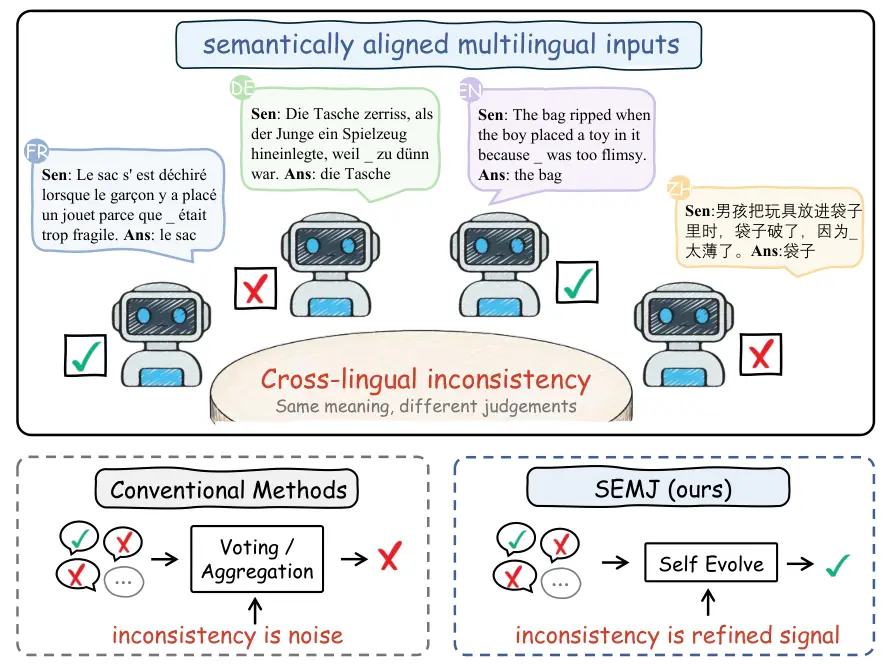 semantically aligned multilingual inputs
DE
Sen: Die Tasche zerriss, als
der Junge ein Spielzeug
hineinlegte, weil _ zu dünn
war. Ans: die Tasche
EN
Sen: The bag ripped when
the boy placed a toy in it
because _ was too flimsy.
Ans: the bag
FR
Sen: Le sac s' est déchiré
lorsque le garçon y a placé
un jouet parce que _ était
trop fragile. Ans: le sac
ZH
Sen:男孩把玩具放进袋子
里时，袋子破了，因为_
太薄了。Ans:袋子
Cross-lingual inconsistency
Same meaning, different judgements
Conventional Methods
...
Voting /
Aggregation
inconsistency is noise
SEMJ (ours)
...
Self Evolve
inconsistency is refined signal